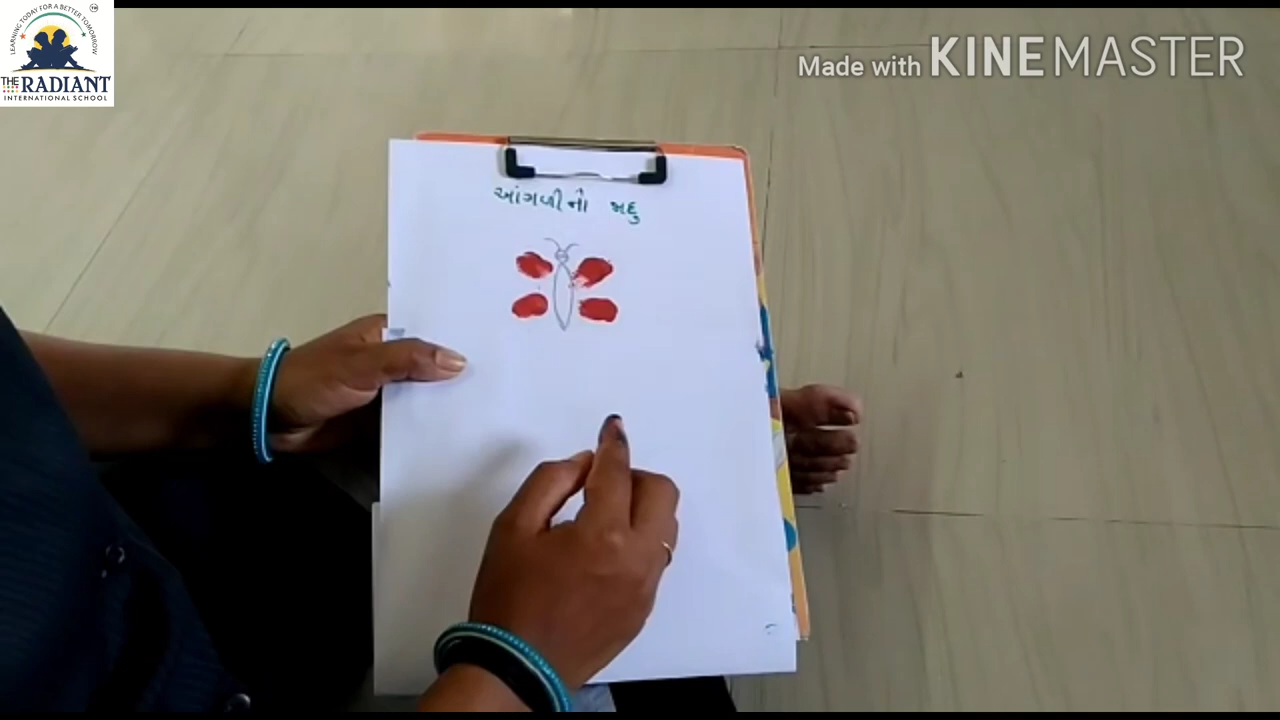 LEARNING TODAY FOR A BETTER TOMORROW
THE RADIANT
INTERNATIONAL SCHOOL
Made with KINEMASTER
આંગળીનો જાદુ